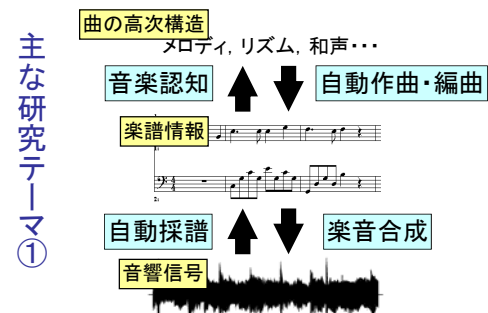 主な研究テーマ①
曲の高次構造
メロディ, リズム, 和声・・・
音楽認知
自動作曲・編曲
楽譜情報
自動採譜
楽音合成
音響信号